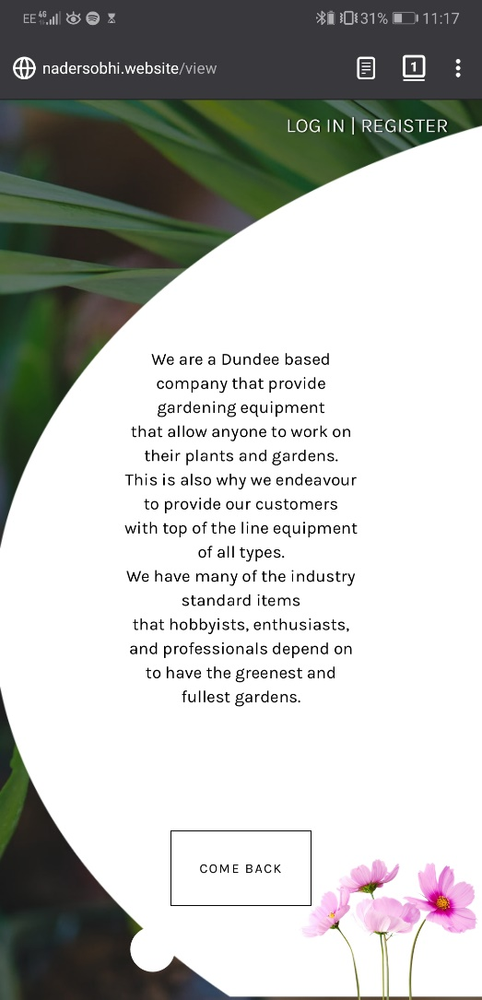 EE 4G 31% 11:17
nadersobhi.website/view
1
LOG IN | REGISTER
We are a Dundee based
company that provide
gardening equipment
that allow anyone to work on
their plants and gardens.
This is also why we endeavour
to provide our customers
with top of the line equipment
of all types.
We have many of the industry
standard items
that hobbyists, enthusiasts,
and professionals depend on
to have the greenest and
fullest gardens.
COME BACK